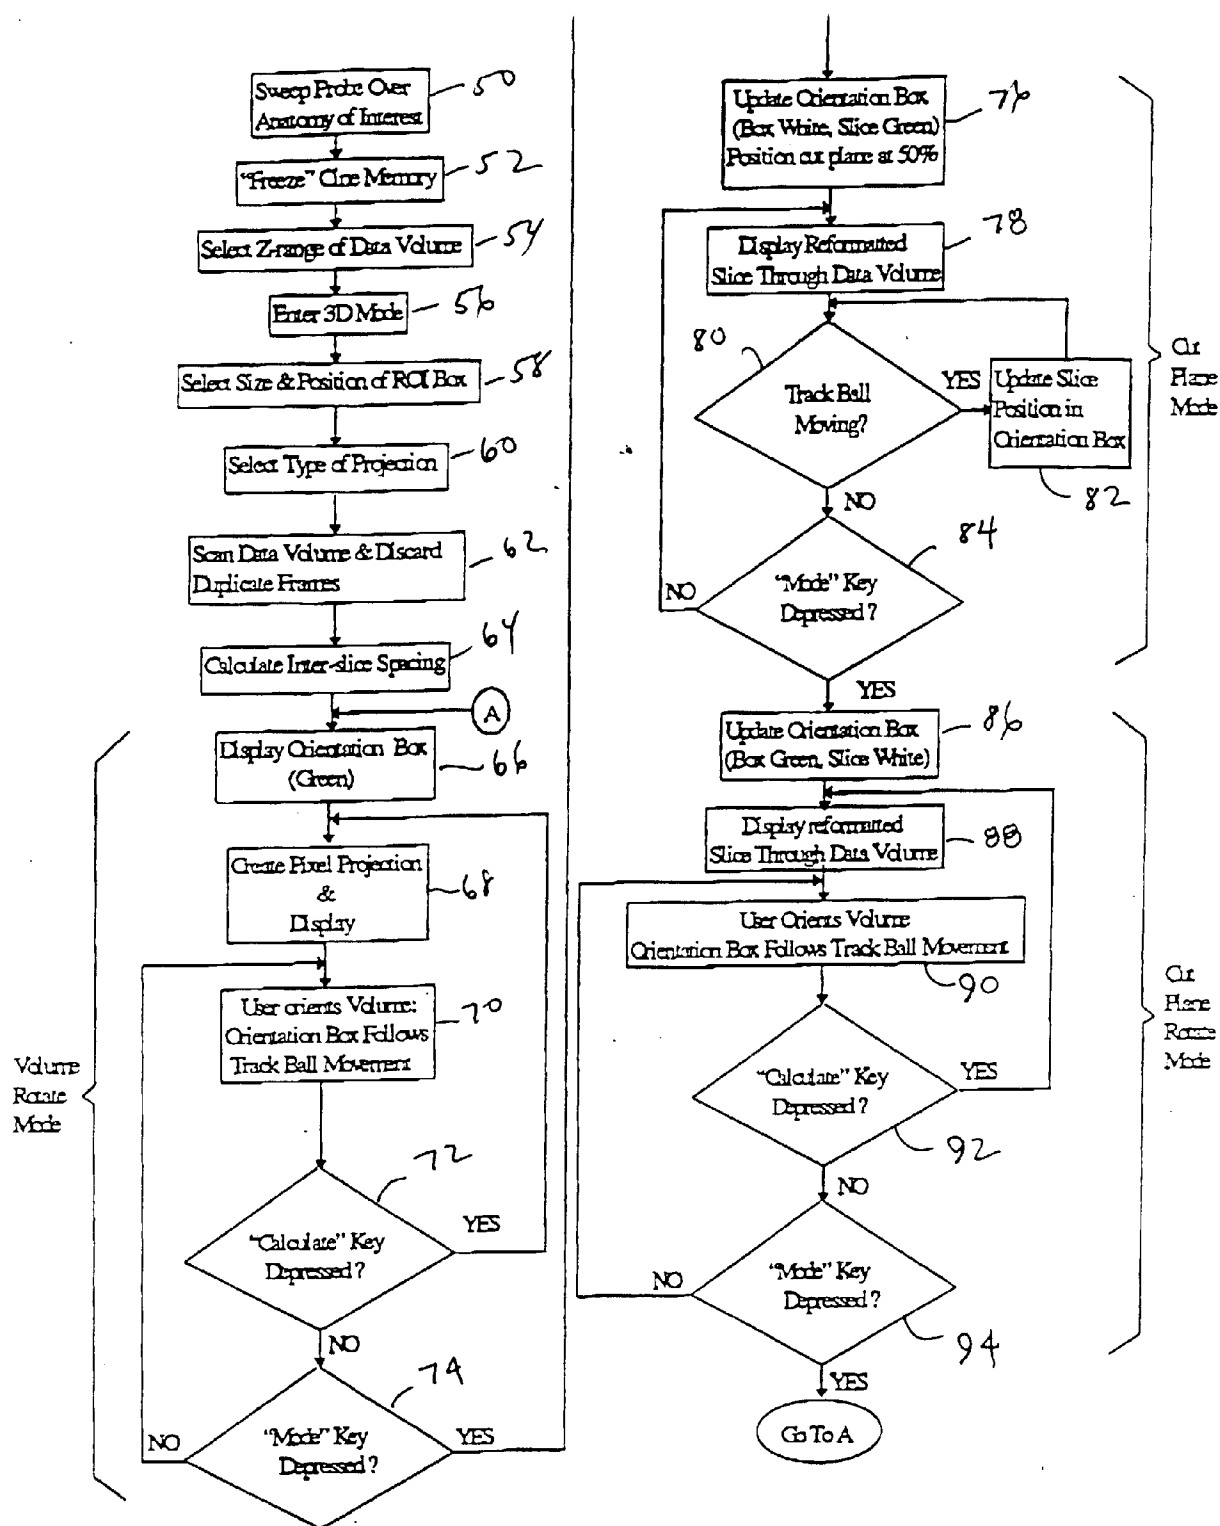 Sweep Probe Over
Anatomy of Interest
50
"Freeze" Cine Memory
52
Select Z-range of Data Volume
54
Enter 3D Mode
56
Select Size & Position of ROI Box
58
Select Type of Projection
60
Scan Data Volume & Discard
Duplicate Frames
62
Calculate Inter-slice Spacing
64
A
Display Orientation Box
(Green)
66
Create Pixel Projection
&
Display
68
User orients Volume:
Orientation Box Follows
Track Ball Movement
70
Volume
Rotate
Mode
72
"Calculate" Key
Depressed?
YES
NO
74
"Mode" Key
Depressed?
NO
YES
Update Orientation Box
(Box White, Slice Green)
Position cut plane at 50%
76
Display Reformatted
Slice Through Data Volume
78
80
Track Ball
Moving?
YES
Update Slice
Position in
Orientation Box
82
NO
84
"Mode" Key
Depressed?
NO
YES
Cut
Plane
Mode
Update Orientation Box
(Box Green, Slice White)
86
Display reformatted
Slice Through Data Volume
88
User Orients Volume
Orientation Box Follows Track Ball Movement
90
"Calculate" Key
Depressed?
YES
92
NO
"Mode" Key
Depressed?
NO
94
YES
Go To A
Cut
Plane
Rotate
Mode